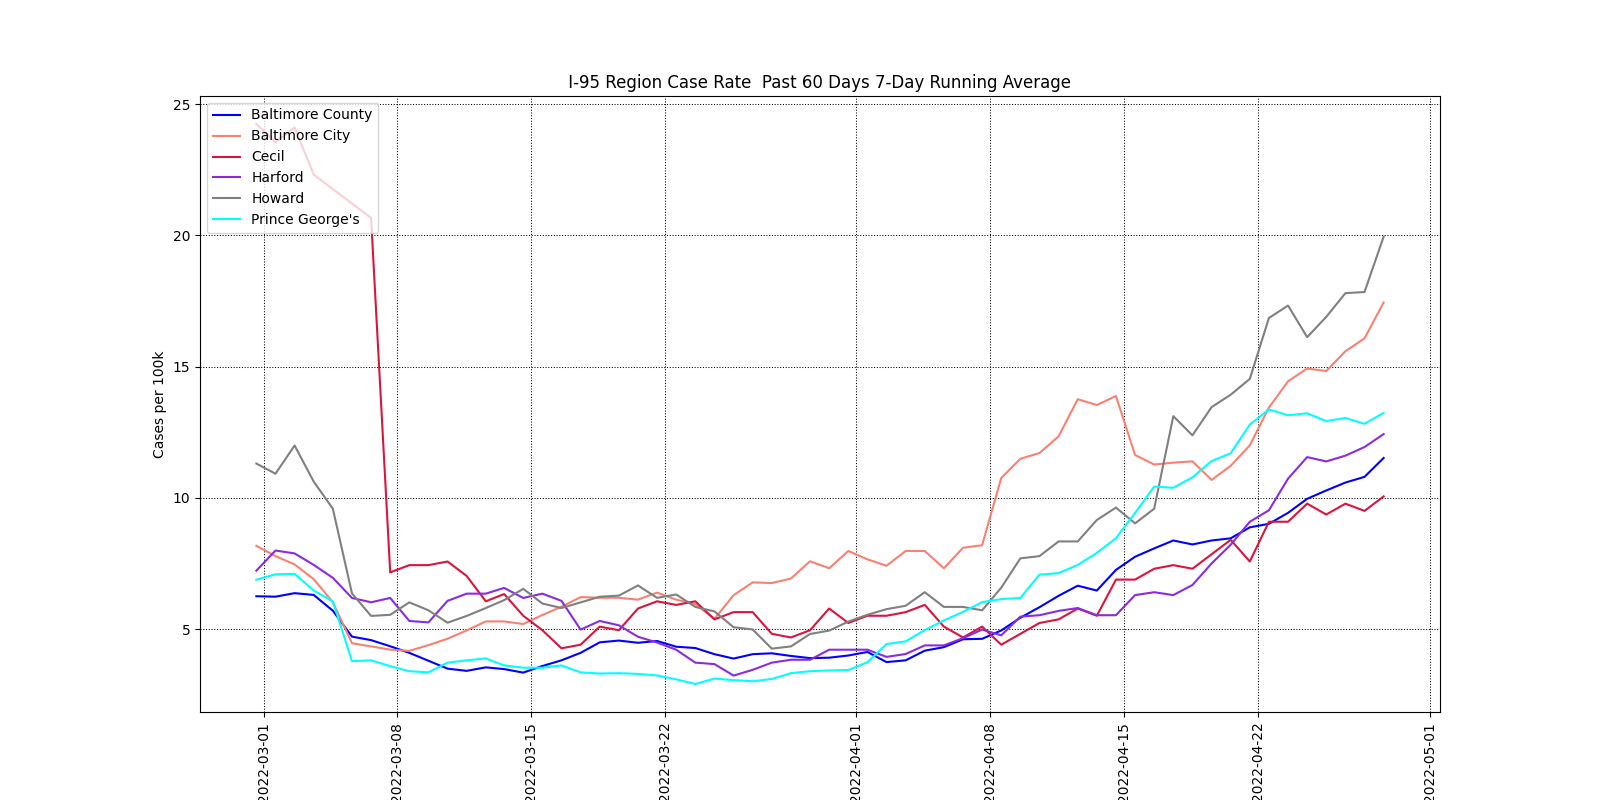 I-95 Region Case Rate  Past 60 Days 7-Day Running Average
25
20
15
10
5
Cases per 100k
Baltimore County
Baltimore City
Cecil
Harford
Howard
Prince George's
2022-03-01
2022-03-08
2022-03-15
2022-03-22
2022-04-01
2022-04-08
2022-04-15
2022-04-22
2022-05-01